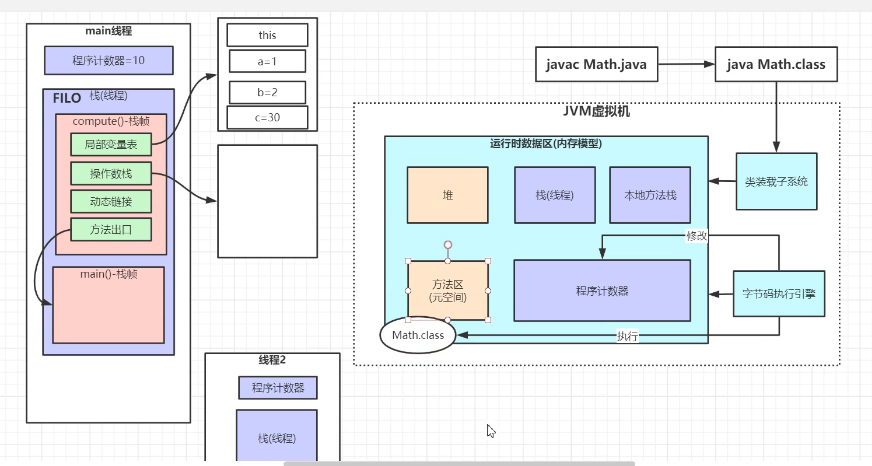 main线程
程序计数器=10
FILO 栈(线程)
compute()-栈帧
局部变量表
操作数栈
动态链接
方法出口
main()-栈帧
this
a=1
b=2
c=30
线程2
程序计数器
栈(线程)
javac Math.java
java Math.class
JVM虚拟机
运行时数据区(内存模型)
堆
栈(线程)
本地方法栈
类装载子系统
修改
方法区
(元空间)
程序计数器
字节码执行引擎
Math.class
执行